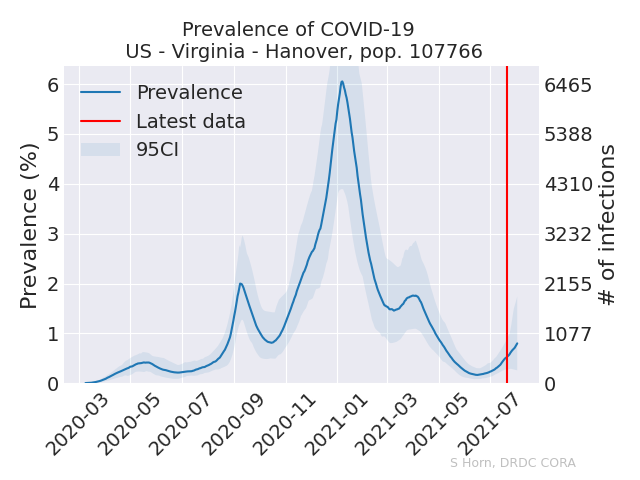 Prevalence of COVID-19
US - Virginia - Hanover, pop. 107766
Prevalence
Latest data
95CI
Prevalence (%)
6
5
4
3
2
1
0
6465
5388
4310
3232
2155
1077
0
# of infections
2020-03
2020-05
2020-07
2020-09
2020-11
2021-01
2021-03
2021-05
2021-07
S Horn, DRDC CORA